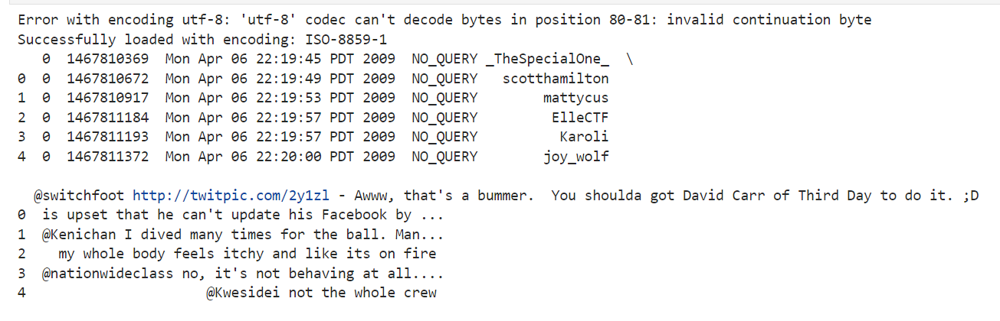 Error with encoding utf-8: 'utf-8' codec can't decode bytes in position 80-81: invalid continuation byte
Successfully loaded with encoding: ISO-8859-1
   0  1467810369  Mon Apr 06 22:19:45 PDT 2009  NO_QUERY _TheSpecialOne_  \
0  0  1467810672  Mon Apr 06 22:19:49 PDT 2009  NO_QUERY   scotthamilton
1  0  1467810917  Mon Apr 06 22:19:53 PDT 2009  NO_QUERY        mattycus
2  0  1467811184  Mon Apr 06 22:19:57 PDT 2009  NO_QUERY         ElleCTF
3  0  1467811193  Mon Apr 06 22:19:57 PDT 2009  NO_QUERY          Karoli
4  0  1467811372  Mon Apr 06 22:20:00 PDT 2009  NO_QUERY        joy_wolf
  @switchfoot http://twitpic.com/2y1zl - Awww, that's a bummer.  You shoulda got David Carr of Third Day to do it. ;D
0  is upset that he can't update his Facebook by ...
1  @Kenichan I dived many times for the ball. Man...
2    my whole body feels itchy and like its on fire
3  @nationwideclass no, it's not behaving at all....
4                      @Kwesidei not the whole crew